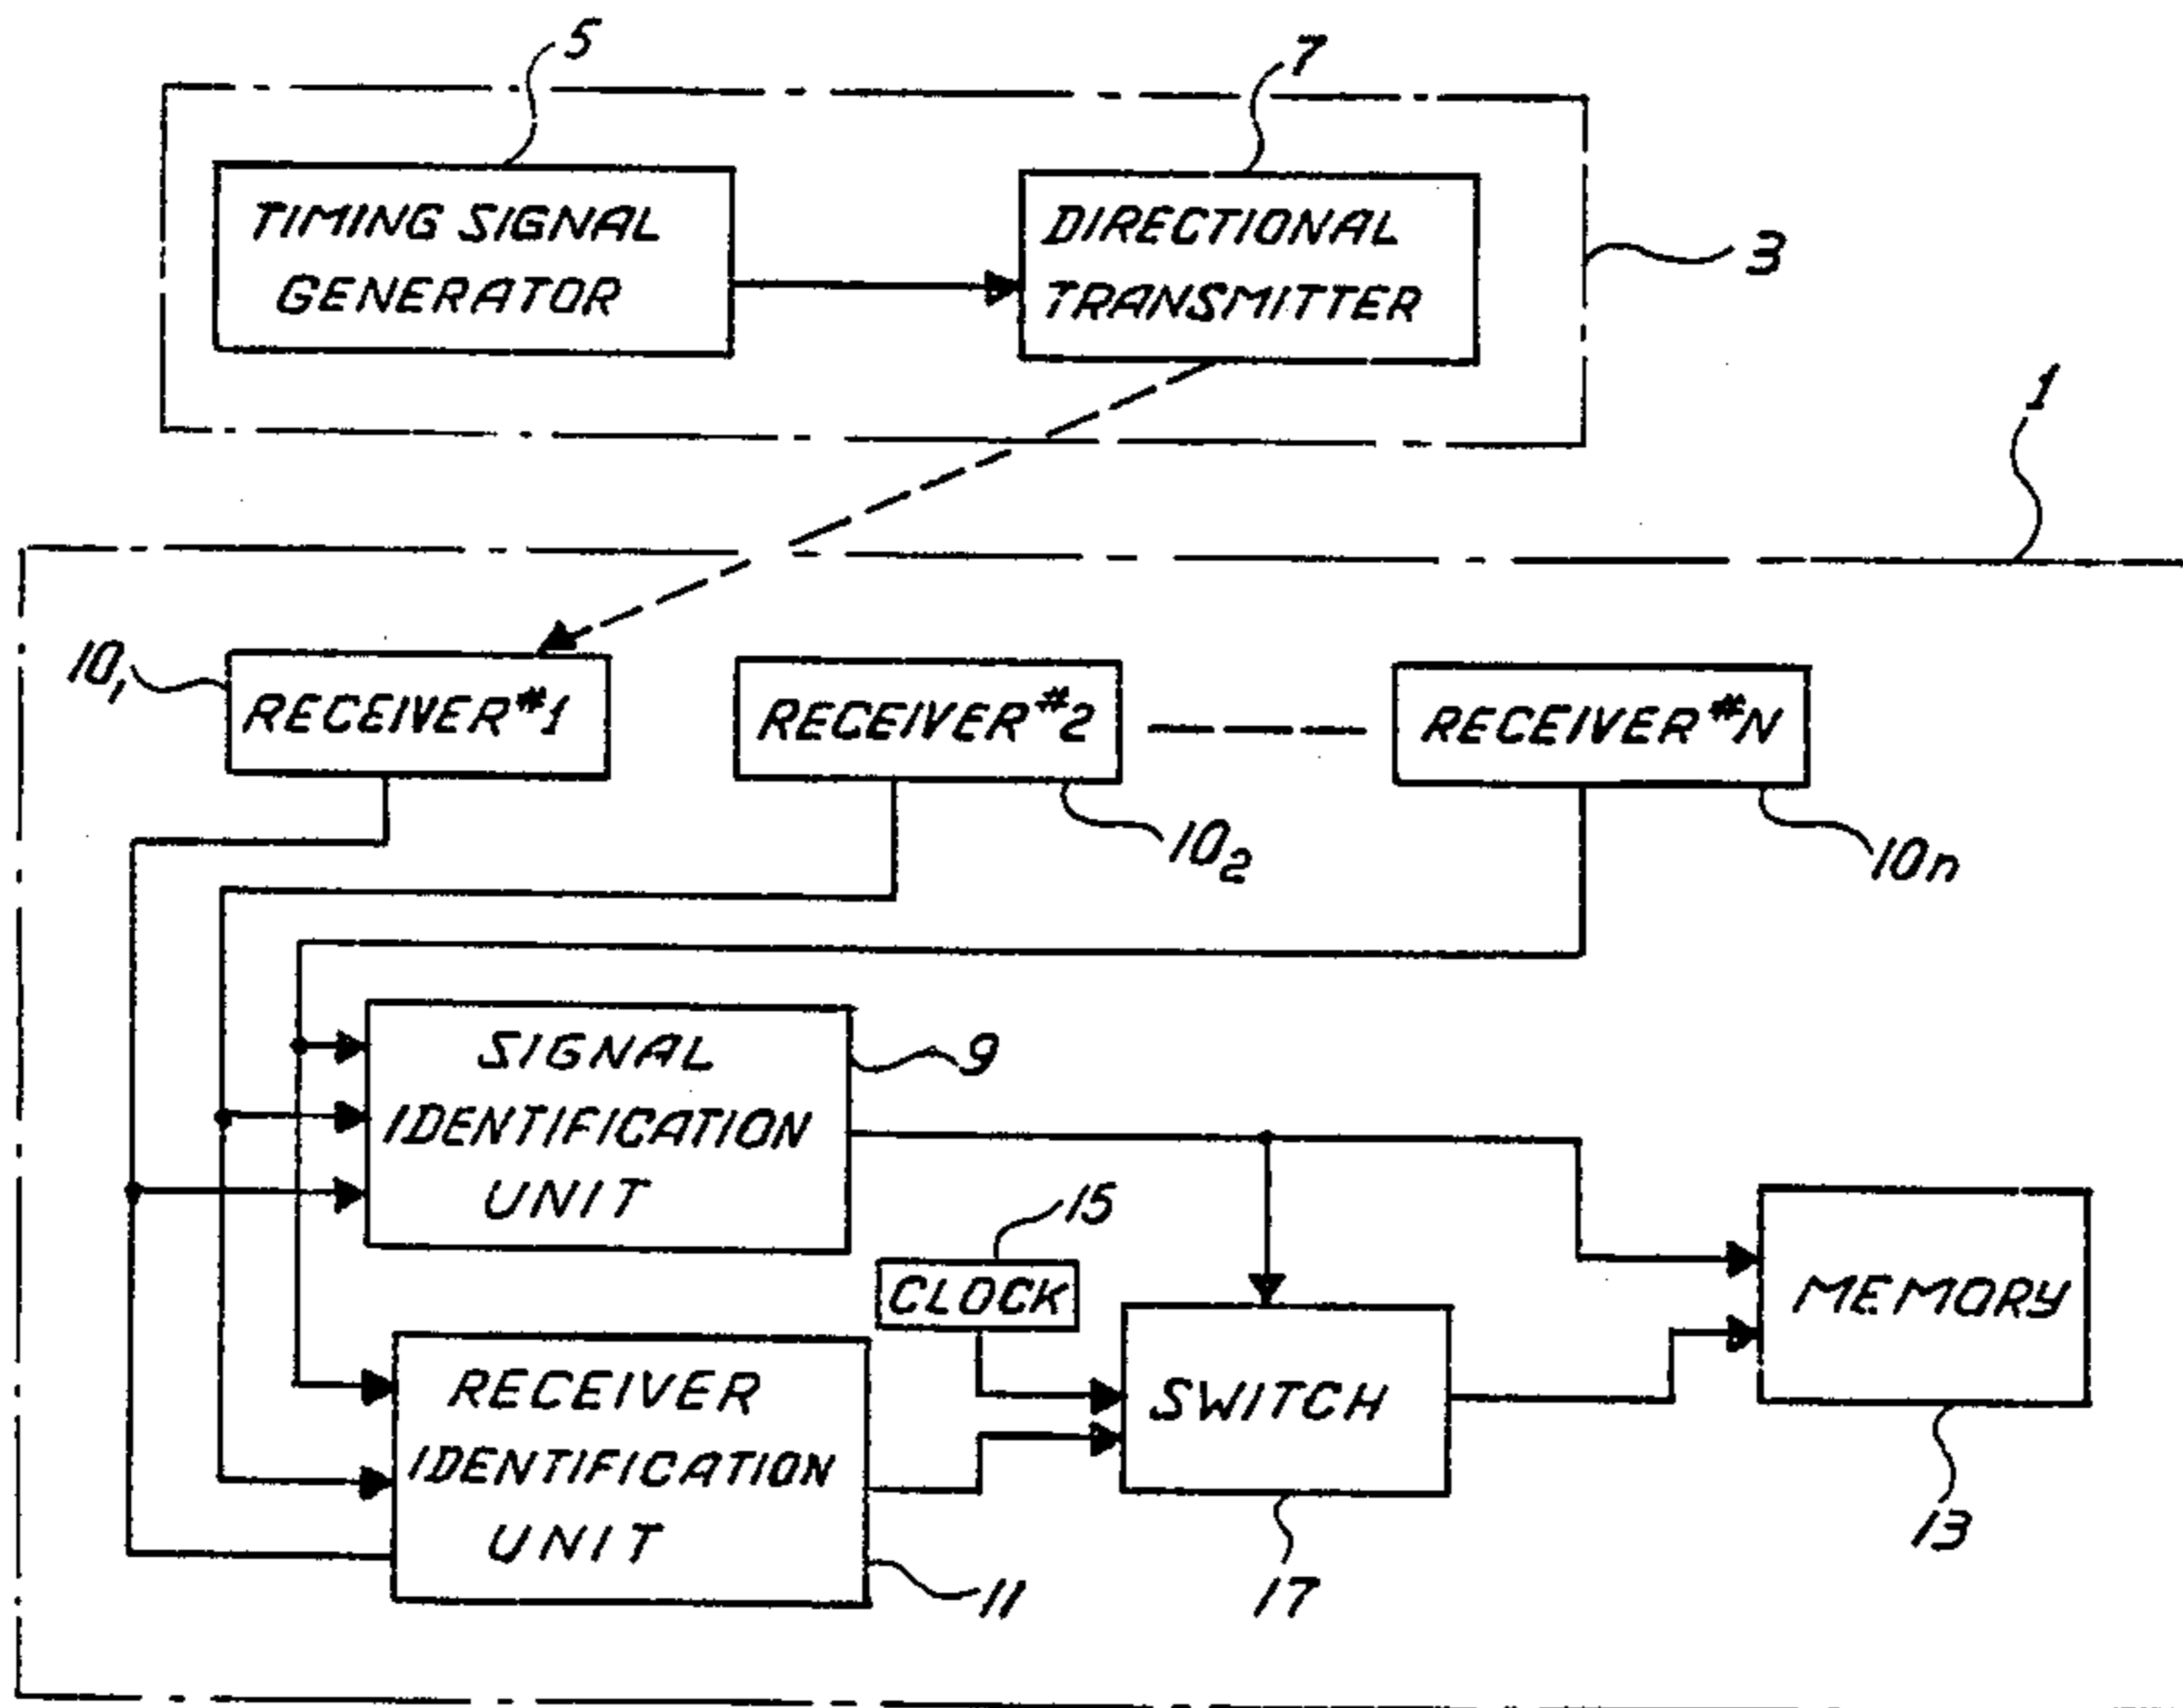 5
7
TIMING SIGNAL
GENERATOR
DIRECTIONAL
TRANSMITTER
3
1
10₁
RECEIVER #1
RECEIVER #2
RECEIVER #N
10₂
10n
SIGNAL
IDENTIFICATION
UNIT
9
15
CLOCK
MEMORY
RECEIVER
IDENTIFICATION
UNIT
SWITCH
13
11
17